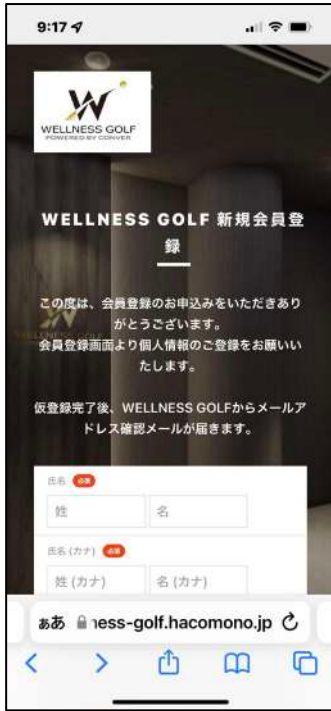 9:17
WELLNESS GOLF
POWERED BY CONVER
WELLNESS GOLF 新規会員登
録
この度は、会員登録のお申込みをいただきあり
がとうございます。
会員登録画面より個人情報のご登録をお願いい
たします。
仮登録完了後、WELLNESS GOLFからメールア
ドレス確認メールが届きます。
氏名 必須
姓 名
氏名 (カナ) 必須
姓 (カナ) 名 (カナ)
ぁあ ness-golf.hacomono.jp